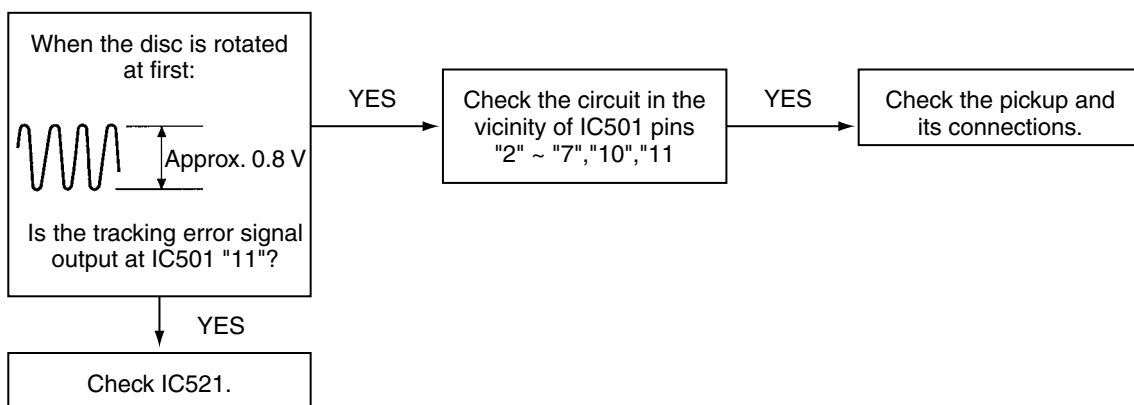 When the disc is rotated
at first:
Approx. 0.8 V
Is the tracking error signal
output at IC501 "11"?
YES
Check the circuit in the
vicinity of IC501 pins
"2" ~ "7","10","11
YES
Check the pickup and
its connections.
YES
Check IC521.